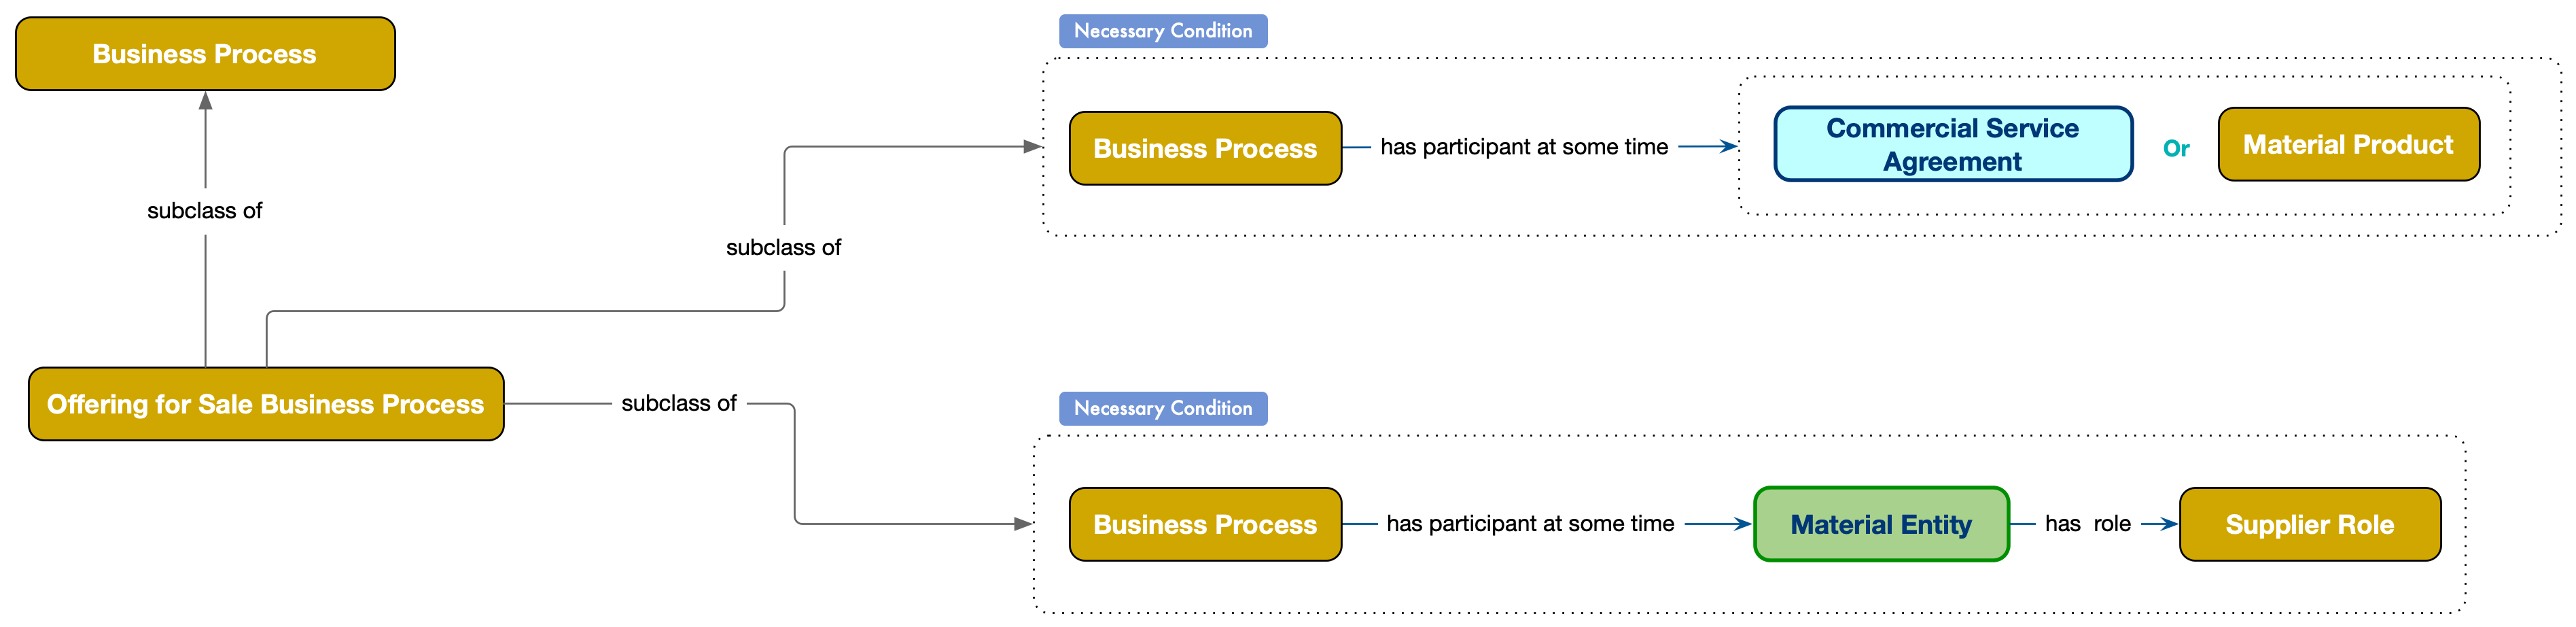 Necessary Condition
Business Process
Business Process
has participant at some time
Commercial Service
Agreement
Or
Material Product
subclass of
subclass of
Necessary Condition
Offering for Sale Business Process
subclass of
Business Process
has participant at some time
Material Entity
has role
Supplier Role